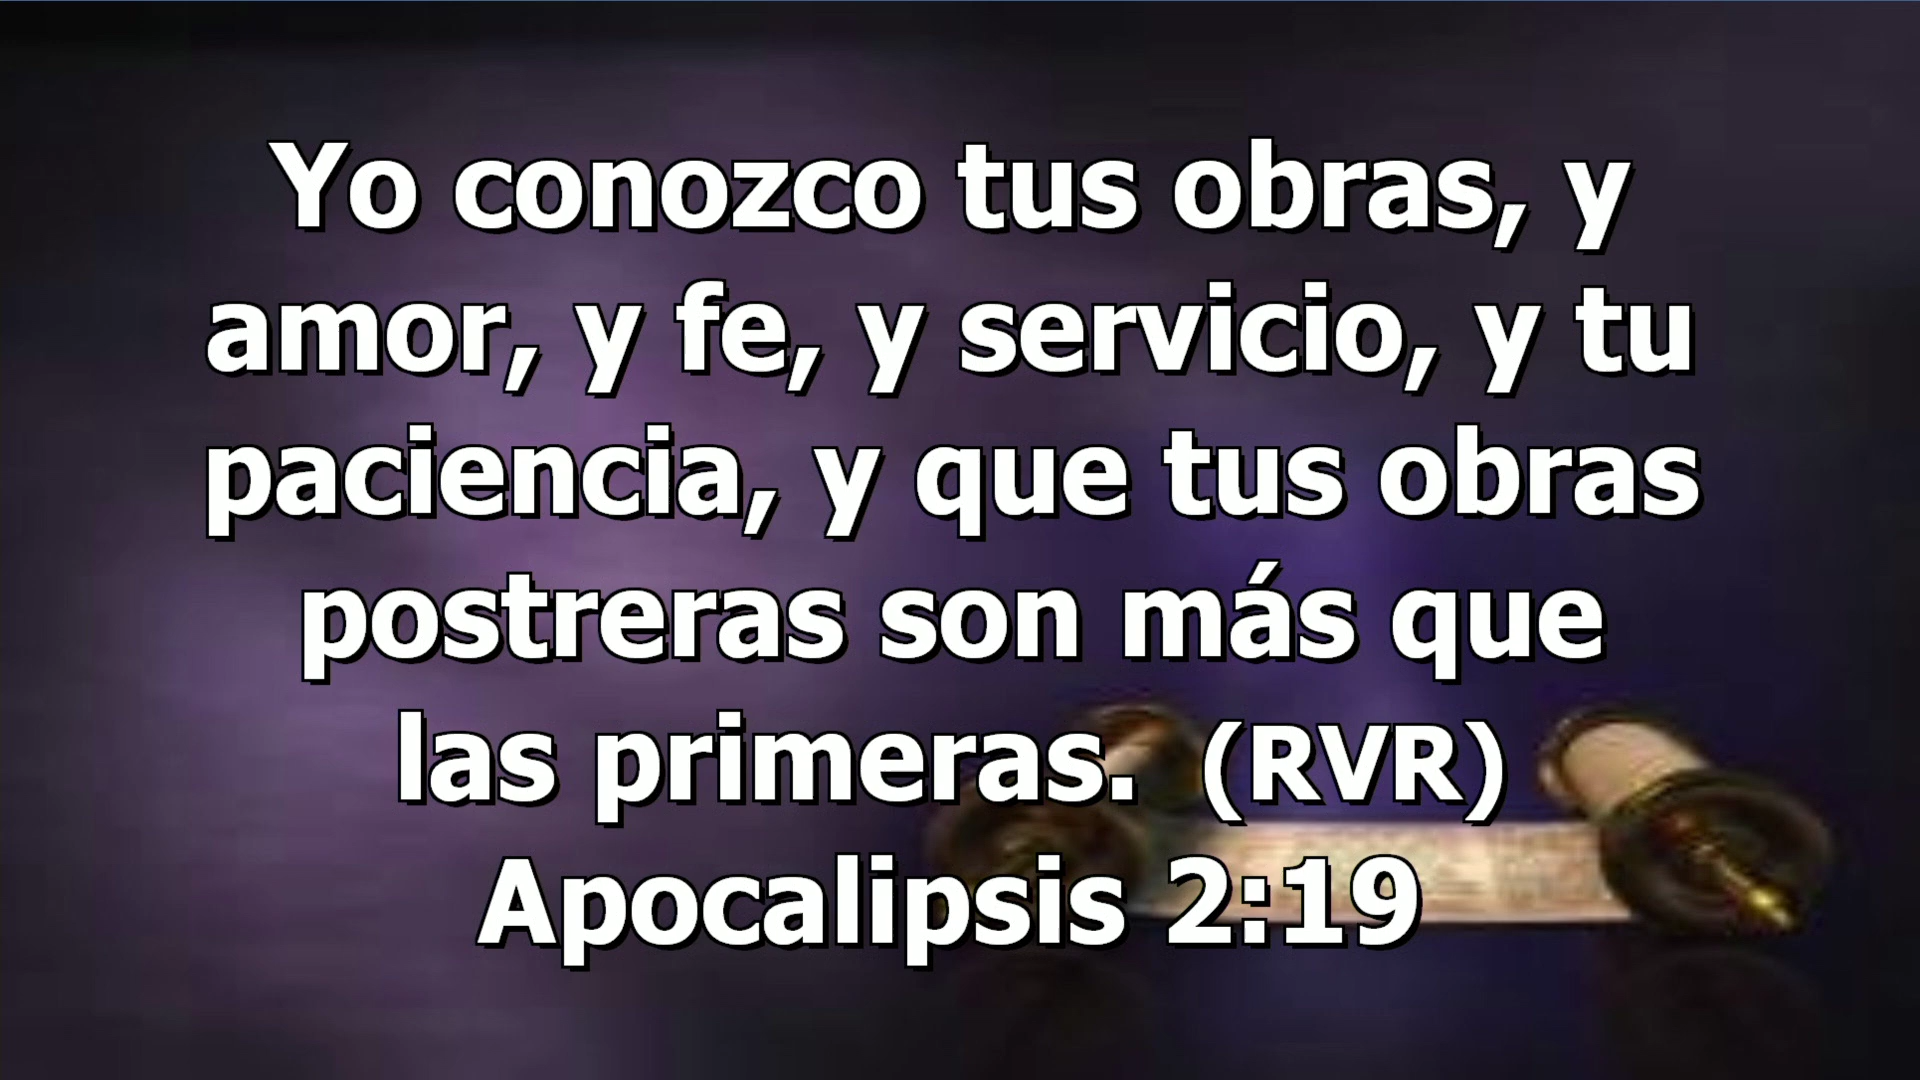 Yo conozco tus obras, y
amor, y fe, y servicio, y tu
paciencia, y que tus obras
postreras son más que
las primeras.  (RVR)
Apocalipsis 2:19